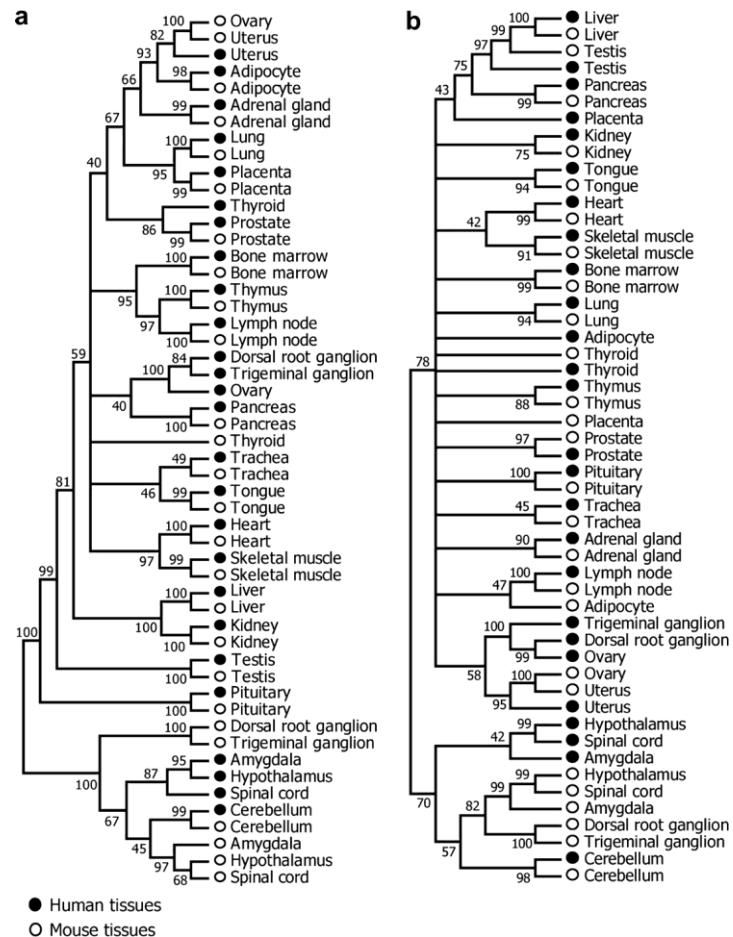 a
100 Ovary
82
Uterus
93
Uterus
98 Adipocyte
66
Adipocyte
99 Adrenal gland
67
Adrenal gland
100 Lung
Lung
40
95 Placenta
99 Placenta
Thyroid
86 Prostate
99 Prostate
100 Bone marrow
Bone marrow
100 Thymus
95
Thymus
97 Lymph node
100 Lymph node
59
84 Dorsal root ganglion
100 Trigeminal ganglion
Ovary
40 Pancreas
100 Pancreas
Thyroid
49 Trachea
Trachea
81
46 99 Tongue
Tongue
100 Heart
Heart
97 99 Skeletal muscle
Skeletal muscle
99
100 Liver
Liver
100 Kidney
100 Kidney
100
Testis
100 Testis
Pituitary
100 Pituitary
100 Dorsal root ganglion
Trigeminal ganglion
95 Amygdala
100
87 Hypothalamus
Spinal cord
67
99 Cerebellum
Cerebellum
45 Amygdala
97 Hypothalamus
68 Spinal cord
Human tissues
Mouse tissues
b
100 Liver
99
Liver
97
Testis
75
Testis
Pancreas
43
99 Pancreas
Placenta
Kidney
75 Kidney
Tongue
94 Tongue
Heart
42 99 Heart
Skeletal muscle
91 Skeletal muscle
Bone marrow
99 Bone marrow
Lung
94 Lung
Adipocyte
78
Thyroid
Thyroid
Thymus
88 Thymus
Placenta
97 Prostate
Prostate
100 Pituitary
Pituitary
45 Trachea
Trachea
90 Adrenal gland
Adrenal gland
100 Lymph node
47 Lymph node
Adipocyte
100 Trigeminal ganglion
Dorsal root ganglion
99 Ovary
58
100 Ovary
Uterus
95 Uterus
99 Hypothalamus
42 Spinal cord
Amygdala
99 Hypothalamus
99 Spinal cord
70
82 Amygdala
Dorsal root ganglion
100 Trigeminal ganglion
57
Cerebellum
98 Cerebellum